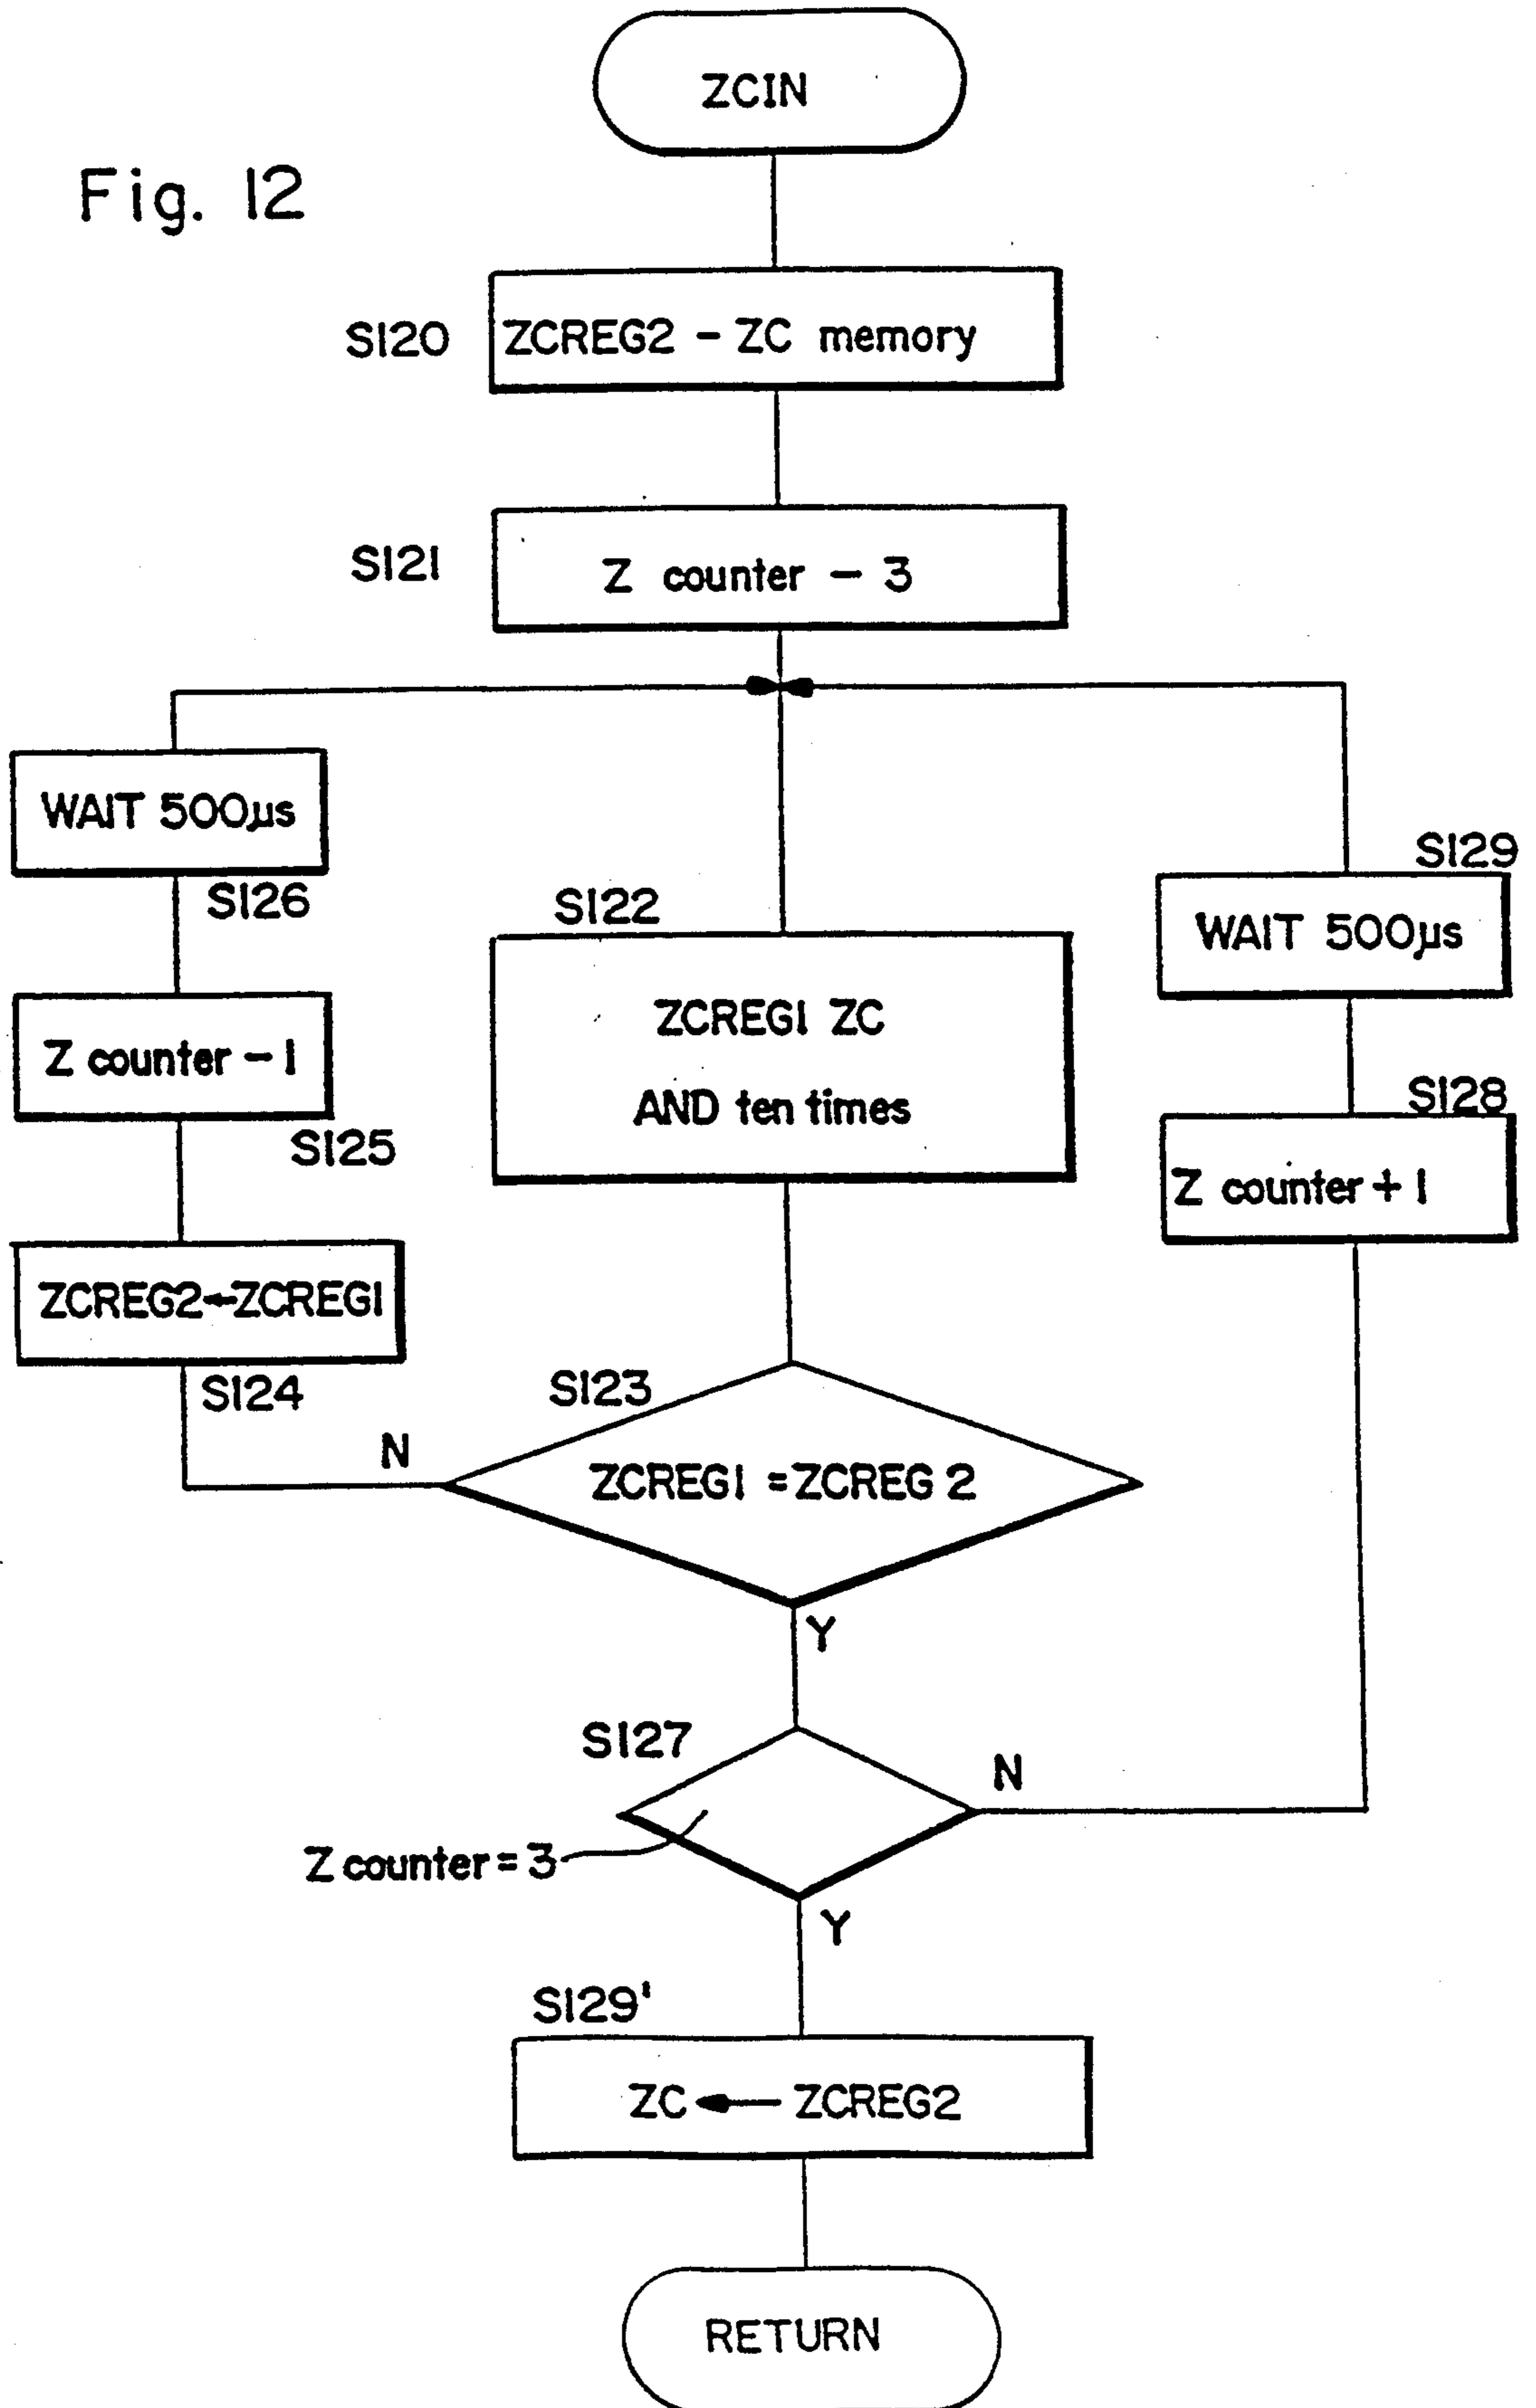 ZCIN
Fig. 12
S120
ZCREG2 - ZC memory
S121
Z counter - 3
WAIT 500µs
S126
S129
WAIT 500µs
S122
ZCREG1 ZC
AND ten times
Z counter - 1
S125
S128
Z counter + 1
ZCREG2←ZCREG1
S124
S123
N
ZCREG1 = ZCREG 2
Y
S127
N
Z counter = 3
Y
S129'
ZC ← ZCREG2
RETURN